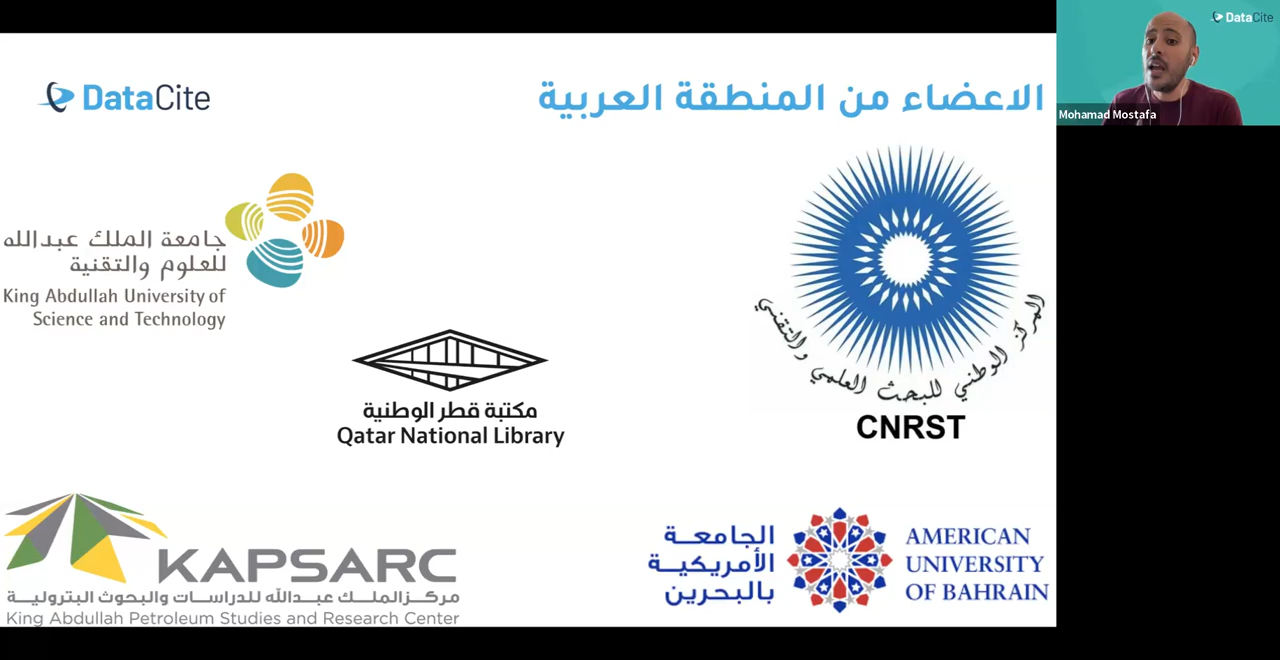 DataCite
الاعضاء من المنطقة العربية
DataCite
Mohamad Mostafa
جامعة الملك عبدالله
للعلوم والتقنية
King Abdullah University of
Science and Technology
المركز الوطني للبحث العلمي والتقني
CNRST
مكتبة قطر الوطنية
Qatar National Library
KAPSARC
مركز الملك عبدالله للدراسات والبحوث البترولية
King Abdullah Petroleum Studies and Research Center
الجامعة
الأمريكية
بالبحرين
AMERICAN
UNIVERSITY
OF BAHRAIN